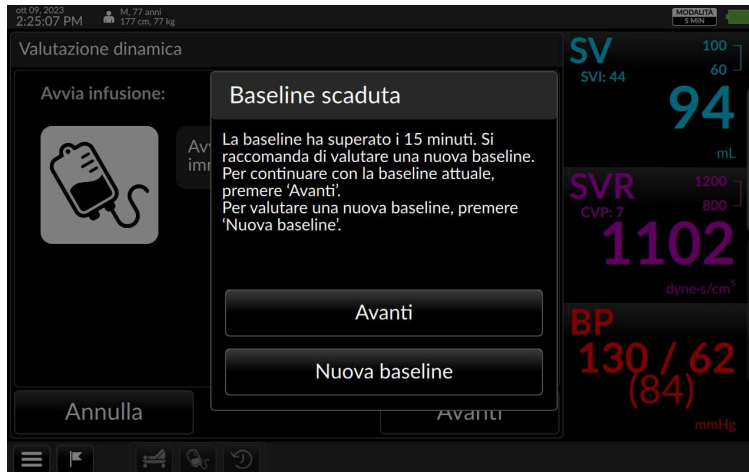 ott 09, 2023
2:25:07 PM
M, 77 anni
177 cm, 77 kg
MODALITÀ
5 MIN
Valutazione dinamica
Avvia infusione:
Baseline scaduta
La baseline ha superato i 15 minuti. Si
raccomanda di valutare una nuova baseline.
Per continuare con la baseline attuale,
premere ‘Avanti’.
Per valutare una nuova baseline, premere
‘Nuova baseline’.
Avanti
Nuova baseline
Annulla
Avanti
SV
SVI: 44
100
60
94
mL
SVR
CVP: 7
1200
800
1102
dyne-s/cm⁵
BP
130 / 62
(84)
mmHg